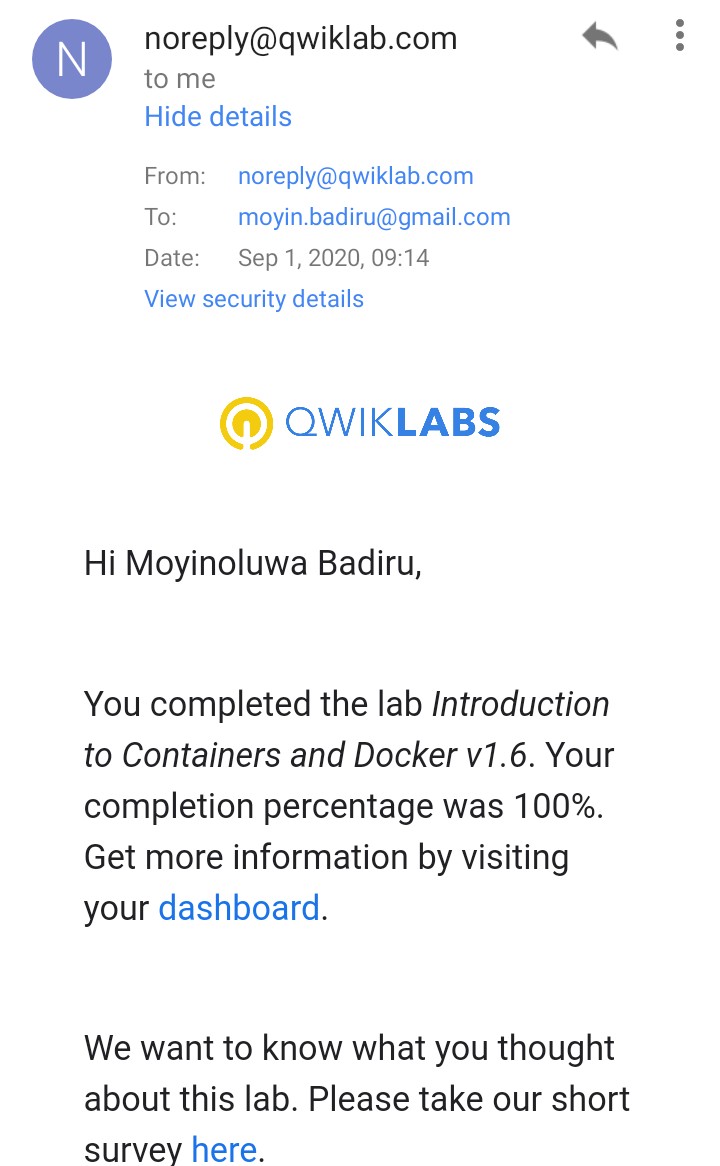 N
noreply@qwiklab.com
to me
Hide details
From: noreply@qwiklab.com
To: moyin.badiru@gmail.com
Date: Sep 1, 2020, 09:14
View security details
QWIKLABS
Hi Moyinoluwa Badiru,
You completed the lab Introduction
to Containers and Docker v1.6. Your
completion percentage was 100%.
Get more information by visiting
your dashboard.
We want to know what you thought
about this lab. Please take our short
survey here.